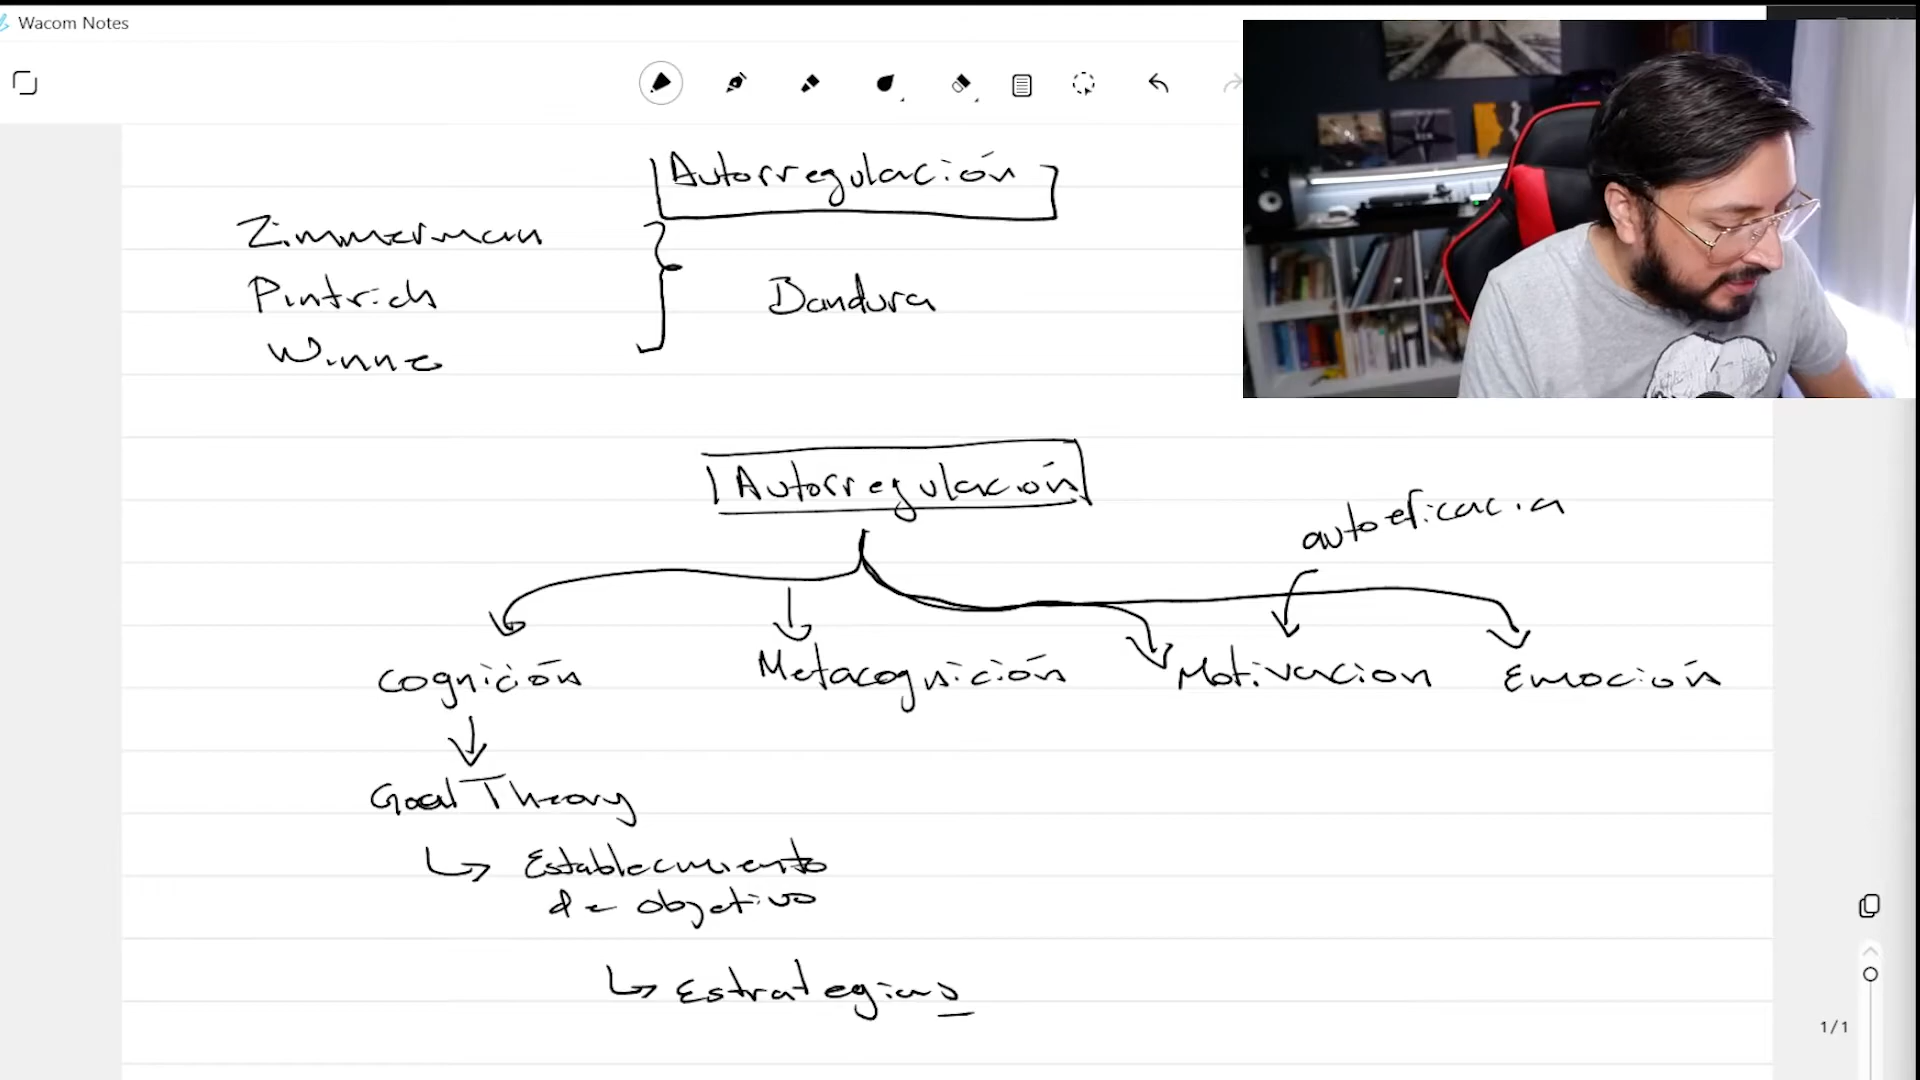 Wacom Notes
Autorregulación
Zimmerman
Pintrich
Winne
Bandura
Autorregulación
autoeficacia
Cognición
Metacognición
Motivacion
Emoción
Goal Theory
Establecimiento
de objetivo
Estrategias
1/1